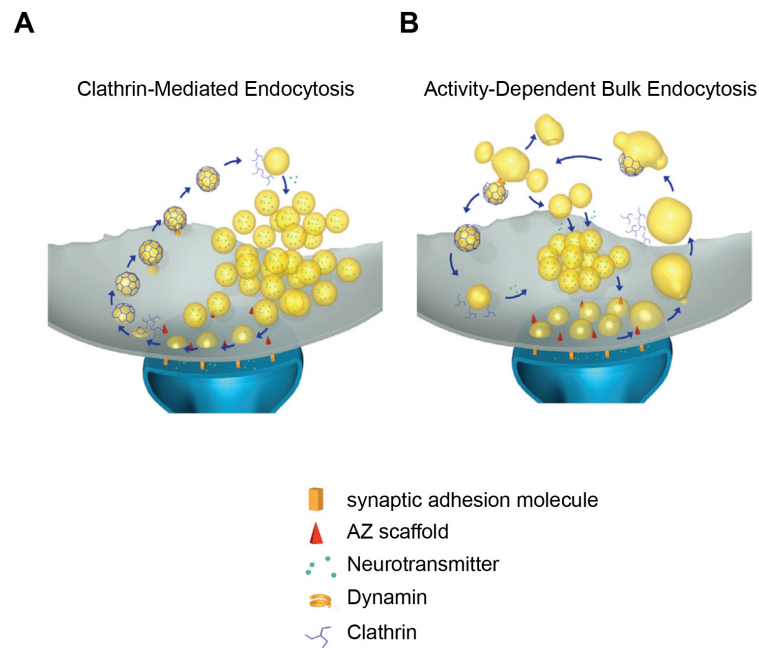 A
B
Clathrin-Mediated Endocytosis
Activity-Dependent Bulk Endocytosis
synaptic adhesion molecule
AZ scaffold
Neurotransmitter
Dynamin
Clathrin